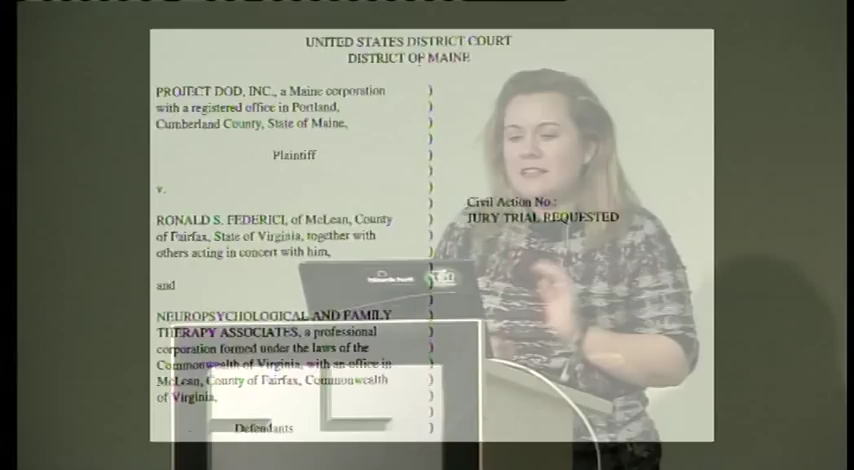 UNITED STATES DISTRICT COURT
DISTRICT OF MAINE
PROJECT DOD, INC., a Maine corporation
with a registered office in Portland,
Cumberland County, State of Maine,
Plaintiff
v.
Civil Action No.:
JURY TRIAL REQUESTED
RONALD S. FEDERICI, of McLean, County
of Fairfax, State of Virginia, together with
others acting in concert with him,
and
NEUROPSYCHOLOGICAL AND FAMILY
THERAPY ASSOCIATES, a professional
corporation formed under the laws of the
Commonwealth of Virginia, with an office in
McLean, County of Fairfax, Commonwealth
of Virginia,
Defendants